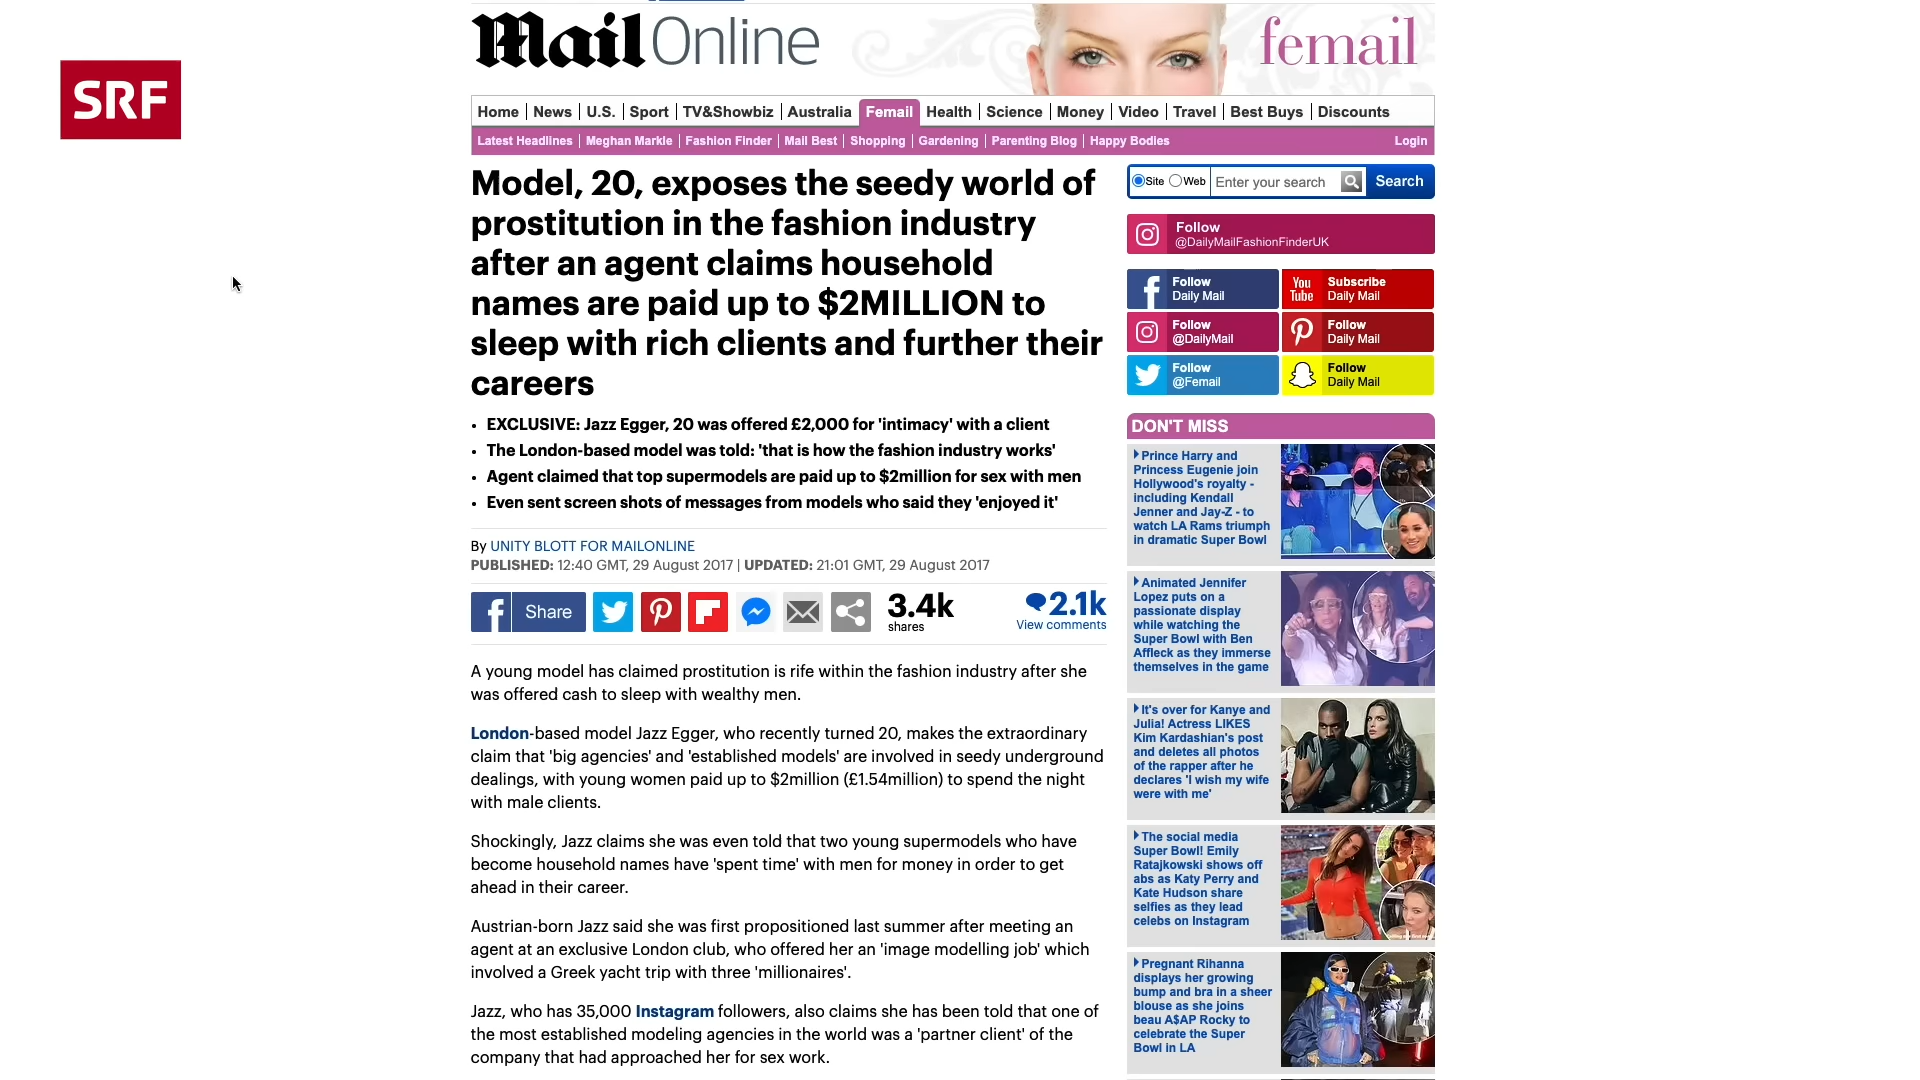 SRF
Mail Online
femail
Home News U.S. Sport TV&Showbiz Australia Femail Health Science Money Video Travel Best Buys Discounts
Latest Headlines Meghan Markle Fashion Finder Mail Best Shopping Gardening Parenting Blog Happy Bodies Login
Model, 20, exposes the seedy world of
prostitution in the fashion industry
after an agent claims household
names are paid up to $2MILLION to
sleep with rich clients and further their
careers
• EXCLUSIVE: Jazz Egger, 20 was offered £2,000 for 'intimacy' with a client
• The London-based model was told: 'that is how the fashion industry works'
• Agent claimed that top supermodels are paid up to $2million for sex with men
• Even sent screen shots of messages from models who said they 'enjoyed it'
By UNITY BLOTT FOR MAILONLINE
PUBLISHED: 12:40 GMT, 29 August 2017 | UPDATED: 21:01 GMT, 29 August 2017
Share
3.4k
shares
2.1k
View comments
A young model has claimed prostitution is rife within the fashion industry after she
was offered cash to sleep with wealthy men.
London-based model Jazz Egger, who recently turned 20, makes the extraordinary
claim that 'big agencies' and 'established models' are involved in seedy underground
dealings, with young women paid up to $2million (£1.54million) to spend the night
with male clients.
Shockingly, Jazz claims she was even told that two young supermodels who have
become household names have 'spent time' with men for money in order to get
ahead in their career.
Austrian-born Jazz said she was first propositioned last summer after meeting an
agent at an exclusive London club, who offered her an 'image modelling job' which
involved a Greek yacht trip with three 'millionaires'.
Jazz, who has 35,000 Instagram followers, also claims she has been told that one of
the most established modeling agencies in the world was a 'partner client' of the
company that had approached her for sex work.
Site Web Enter your search Search
Follow
@DailyMailFashionFinderUK
Follow
Daily Mail
You
Tube
Subscribe
Daily Mail
Follow
@DailyMail
Follow
Daily Mail
Follow
@Femail
Follow
Daily Mail
DON'T MISS
Prince Harry and
Princess Eugenie join
Hollywood's royalty -
including Kendall
Jenner and Jay-Z - to
watch LA Rams triumph
in dramatic Super Bowl
Animated Jennifer
Lopez puts on a
passionate display
while watching the
Super Bowl with Ben
Affleck as they immerse
themselves in the game
It's over for Kanye and
Julia! Actress LIKES
Kim Kardashian's post
and deletes all photos
of the rapper after he
declares 'I wish my wife
were with me'
The social media
Super Bowl! Emily
Ratajkowski shows off
abs as Katy Perry and
Kate Hudson share
selfies as they lead
celebs on Instagram
Pregnant Rihanna
displays her growing
bump and bra in a sheer
blouse as she joins
beau A$AP Rocky to
celebrate the Super
Bowl in LA